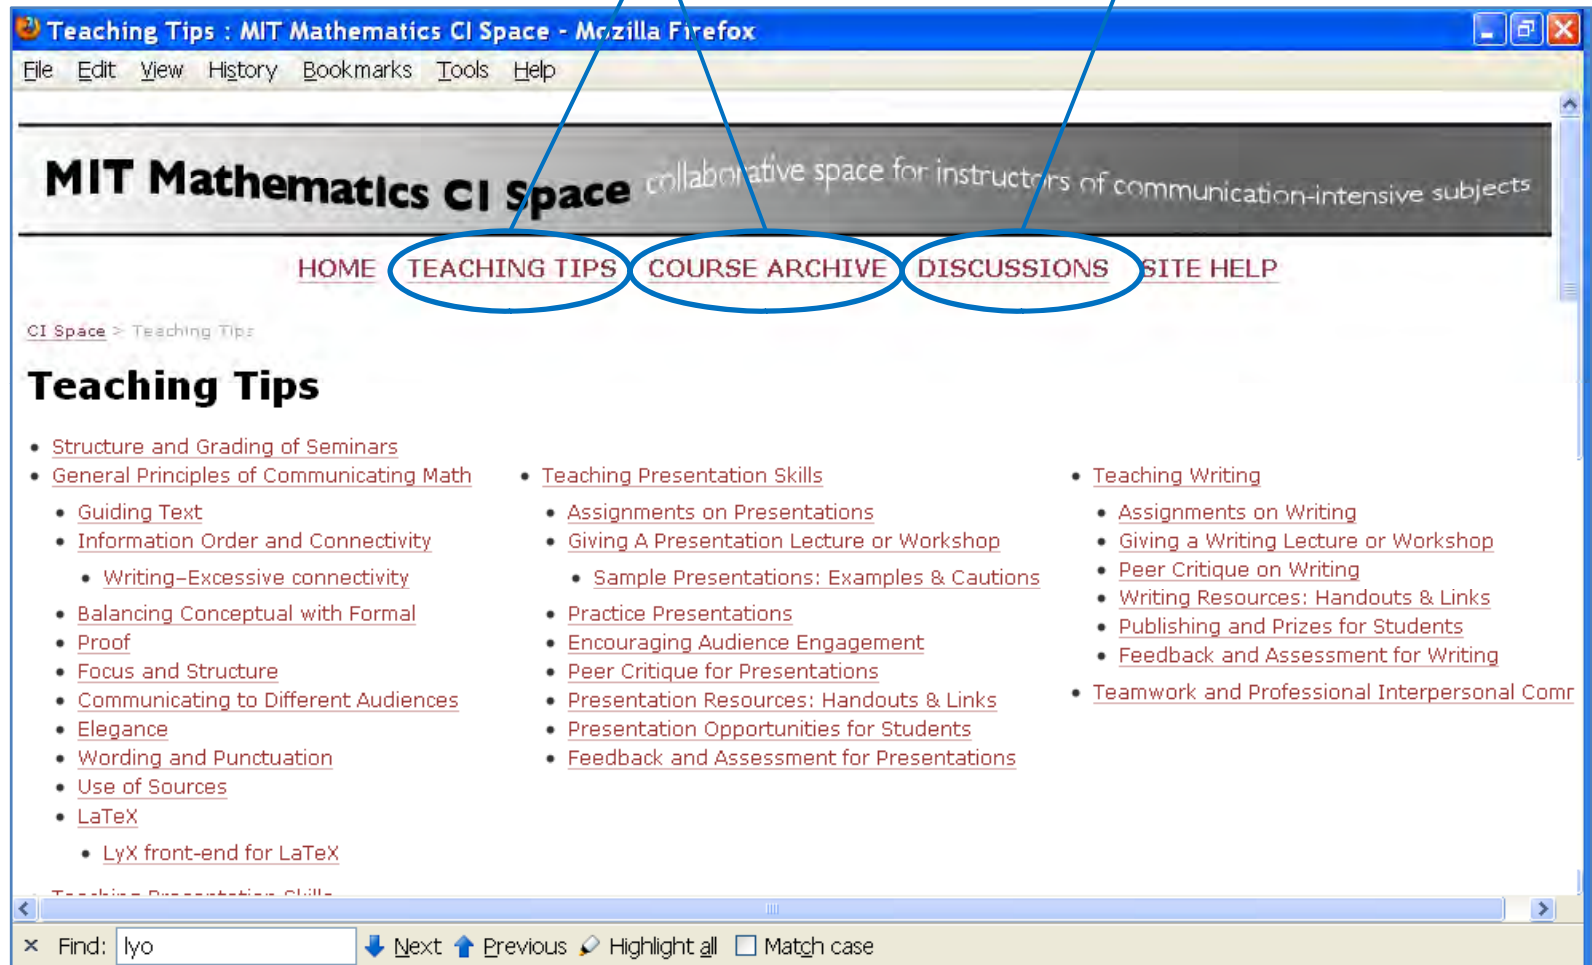 Teaching Tips : MIT Mathematics CI Space - Mozilla Firefox
File Edit View History Bookmarks Tools Help
MIT Mathematics CI Space collaborative space for instructors of communication-intensive subjects
HOME TEACHING TIPS COURSE ARCHIVE DISCUSSIONS SITE HELP
CI Space > Teaching Tips
Teaching Tips
Structure and Grading of Seminars
General Principles of Communicating Math
Guiding Text
Information Order and Connectivity
Writing–Excessive connectivity
Balancing Conceptual with Formal
Proof
Focus and Structure
Communicating to Different Audiences
Elegance
Wording and Punctuation
Use of Sources
LaTeX
LyX front-end for LaTeX
Teaching Presentation Skills
Teaching Presentation Skills
Assignments on Presentations
Giving A Presentation Lecture or Workshop
Sample Presentations: Examples & Cautions
Practice Presentations
Encouraging Audience Engagement
Peer Critique for Presentations
Presentation Resources: Handouts & Links
Presentation Opportunities for Students
Feedback and Assessment for Presentations
Teaching Writing
Assignments on Writing
Giving a Writing Lecture or Workshop
Peer Critique on Writing
Writing Resources: Handouts & Links
Publishing and Prizes for Students
Feedback and Assessment for Writing
Teamwork and Professional Interpersonal Comr
× Find: lyo Next Previous Highlight all Match case